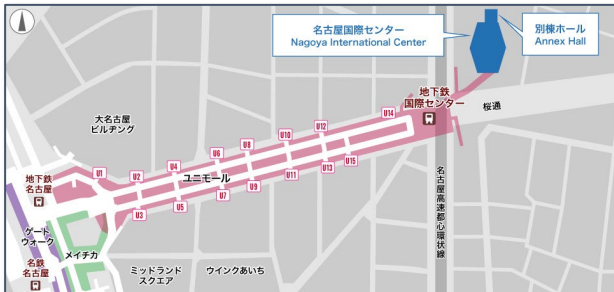 名古屋国際センター
Nagoya International Center
別棟ホール
Annex Hall
地下鉄
国際センター
桜通
大名古屋
ビルヂング
U14
U12
U10
U8
U6
U4
U2
U1
ユニモール
U15
U13
U11
U9
U7
U5
U3
地下鉄
名古屋
ゲート
ウォーク
メイチカ
名鉄
名古屋
ミッドランド
スクエア
ウインクあいち
名古屋高速都心環状線